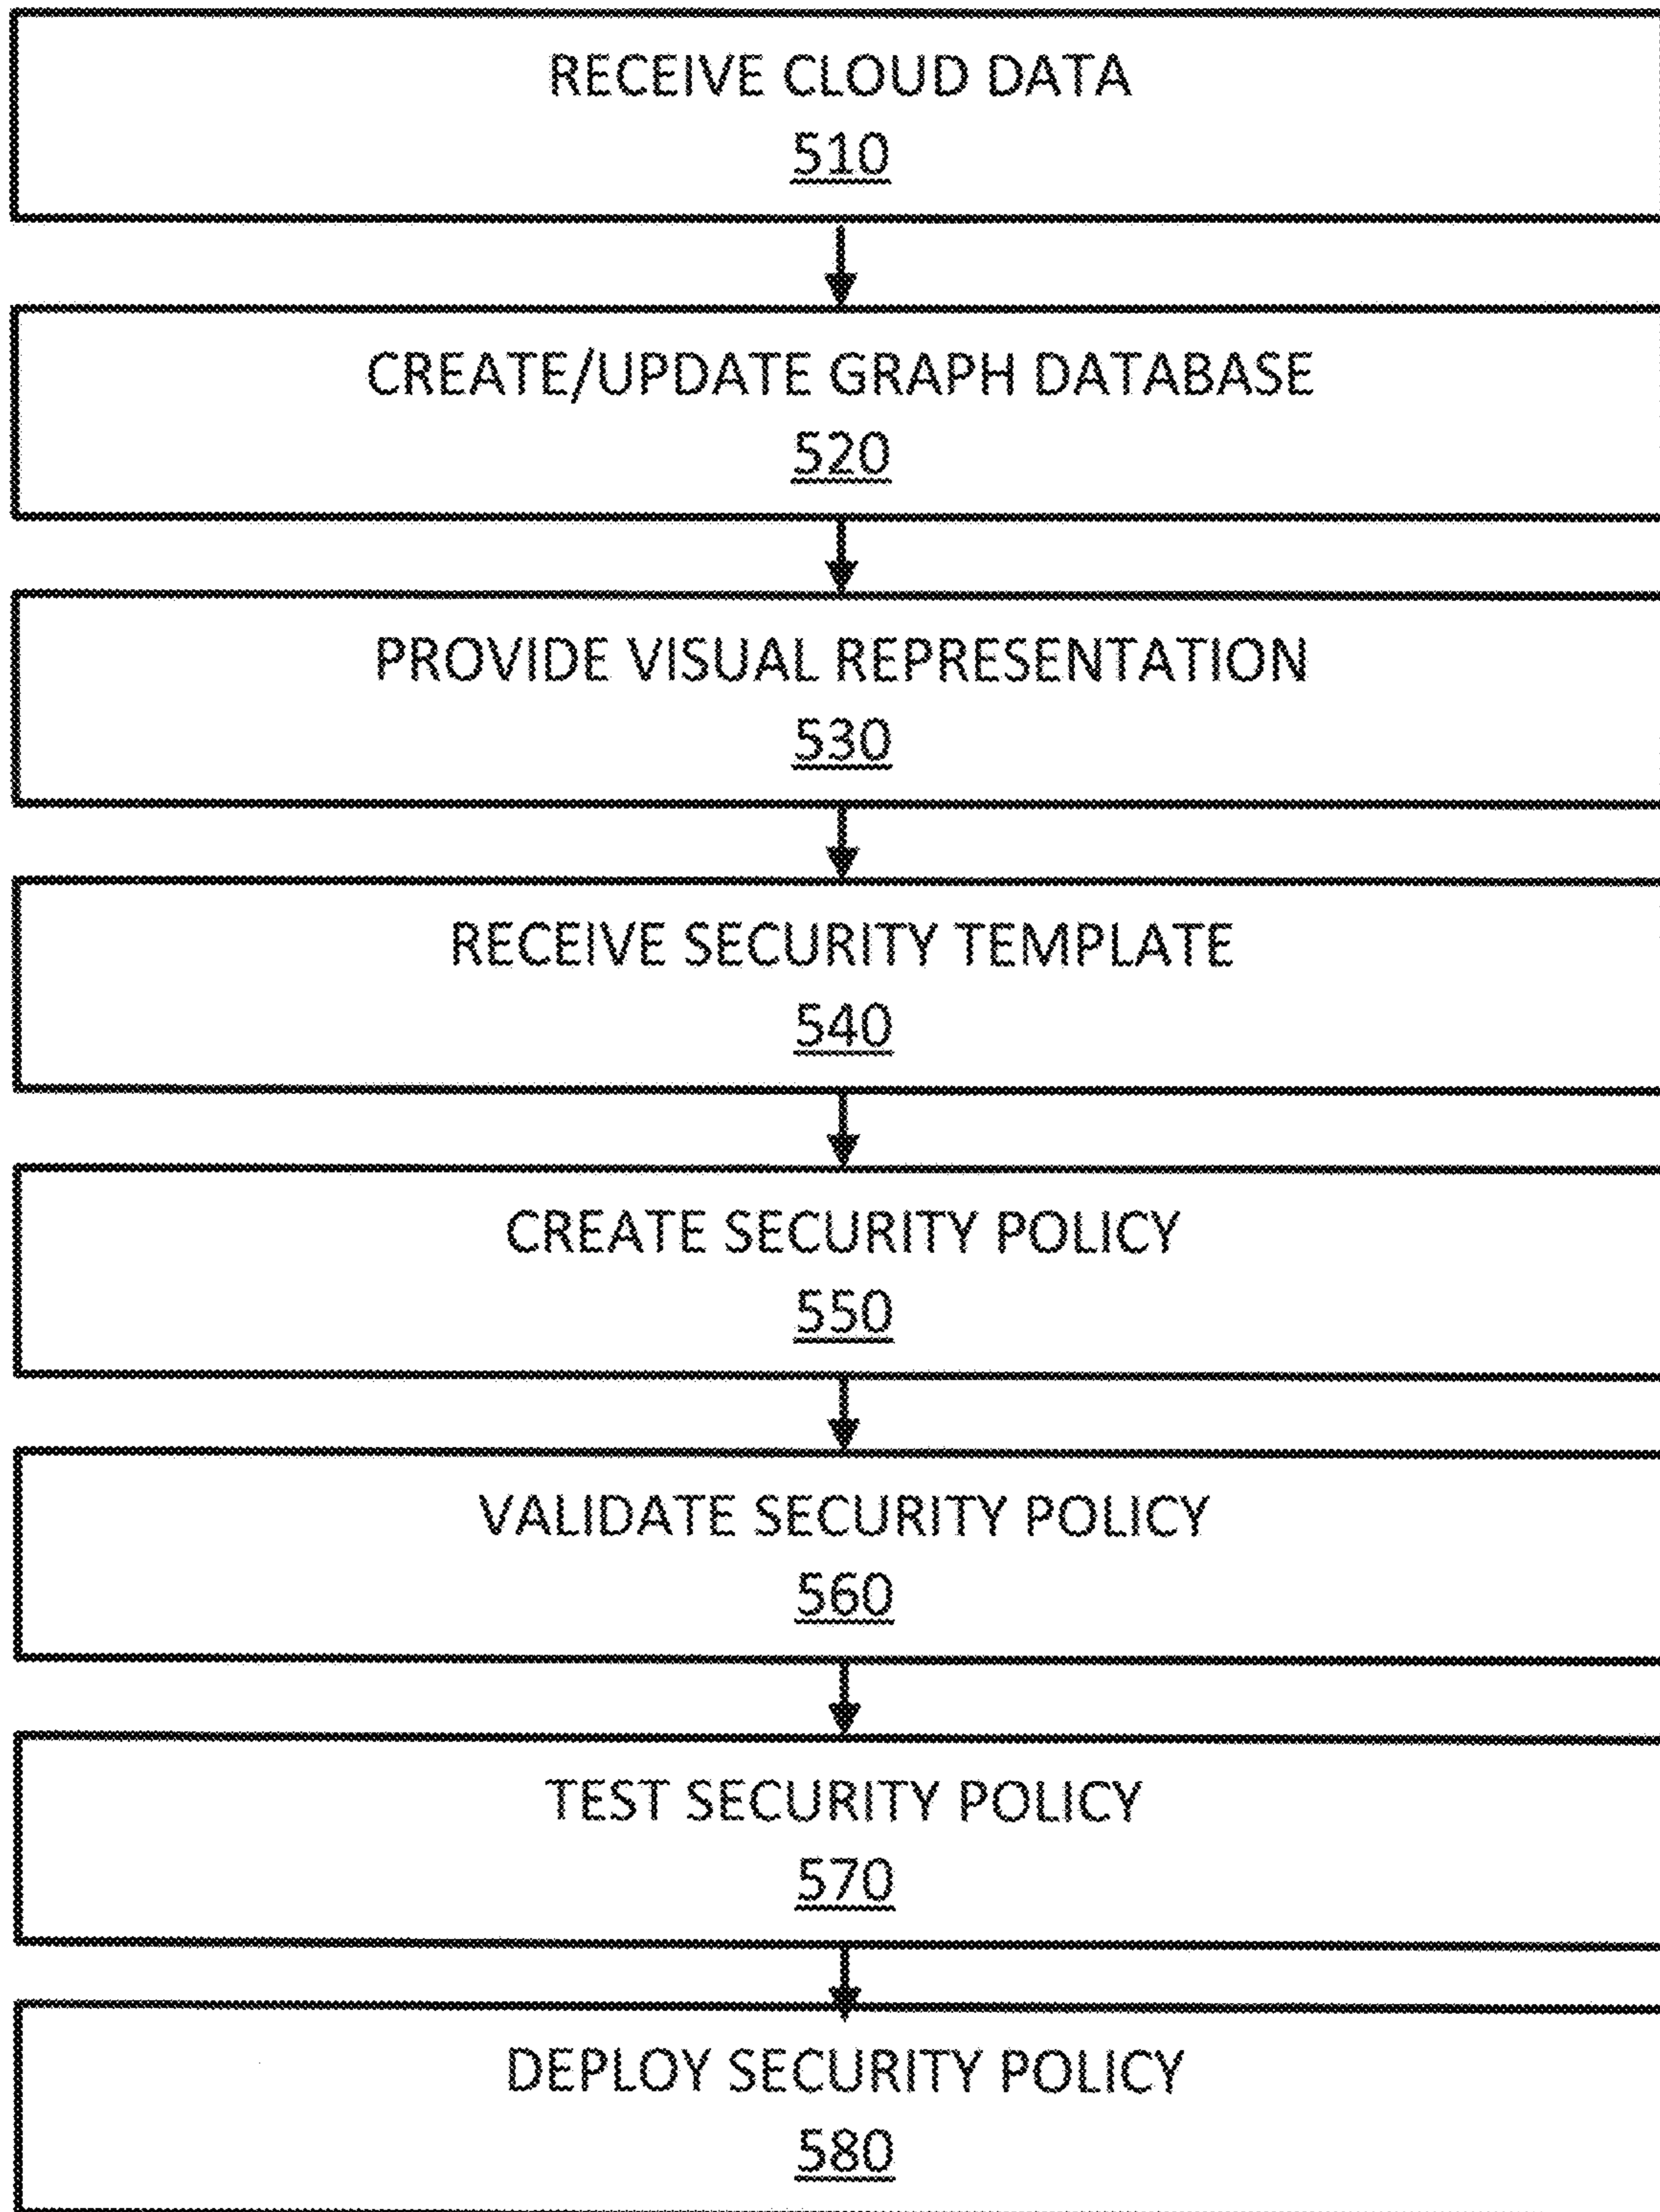 RECEIVE CLOUD DATA
510
CREATE/UPDATE GRAPH DATABASE
520
PROVIDE VISUAL REPRESENTATION
530
RECEIVE SECURITY TEMPLATE
540
CREATE SECURITY POLICY
550
VALIDATE SECURITY POLICY
560
TEST SECURITY POLICY
570
DEPLOY SECURITY POLICY
580